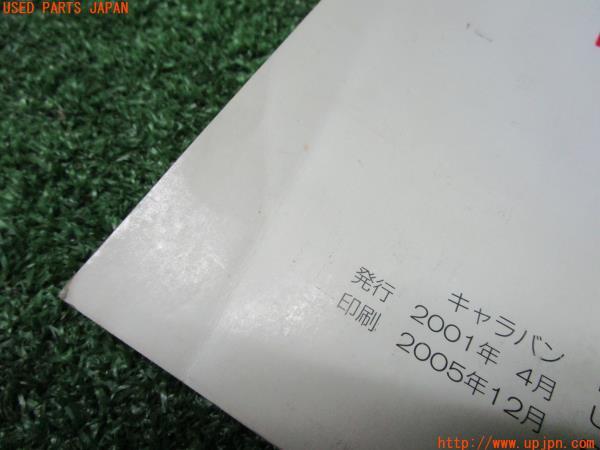 USED PARTS JAPAN
キャラバン
発行 2001年 4月
印刷 2005年12月
http://www.upjpn.com